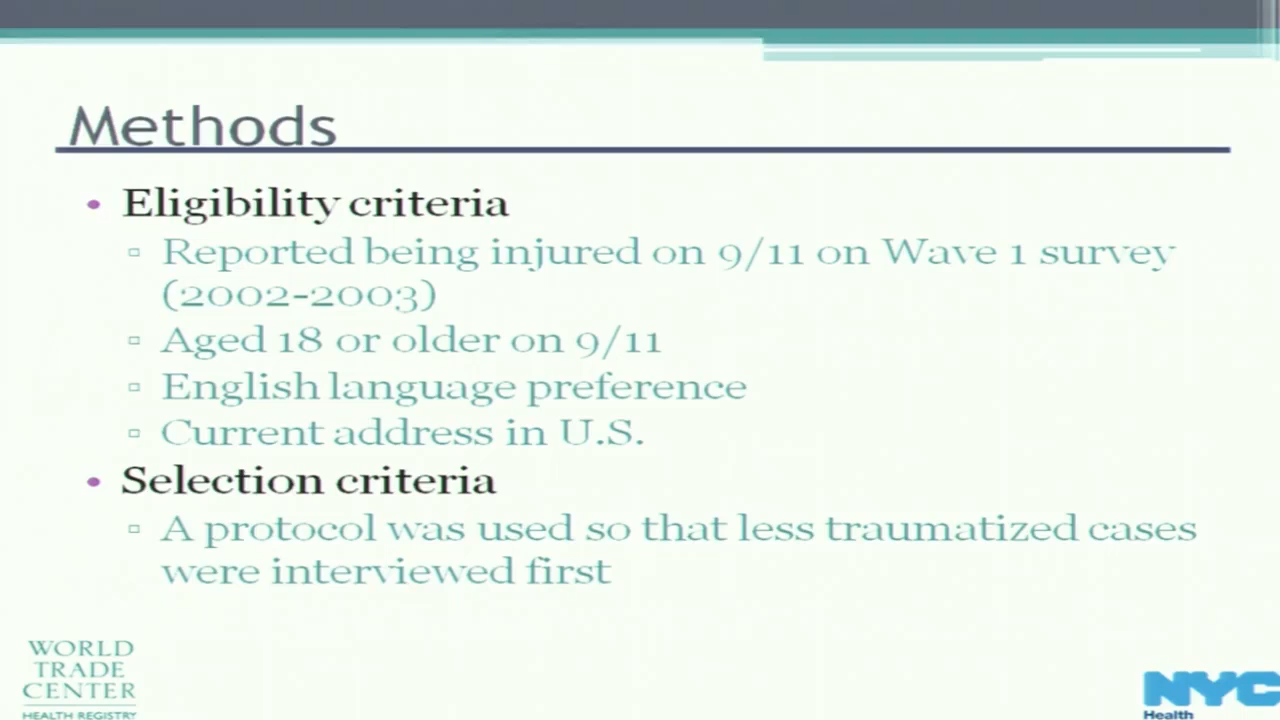 Methods
• Eligibility criteria
▫ Reported being injured on 9/11 on Wave 1 survey
(2002-2003)
▫ Aged 18 or older on 9/11
▫ English language preference
▫ Current address in U.S.
• Selection criteria
▫ A protocol was used so that less traumatized cases
were interviewed first
WORLD
TRADE
CENTER
HEALTH REGISTRY
NYC
Health